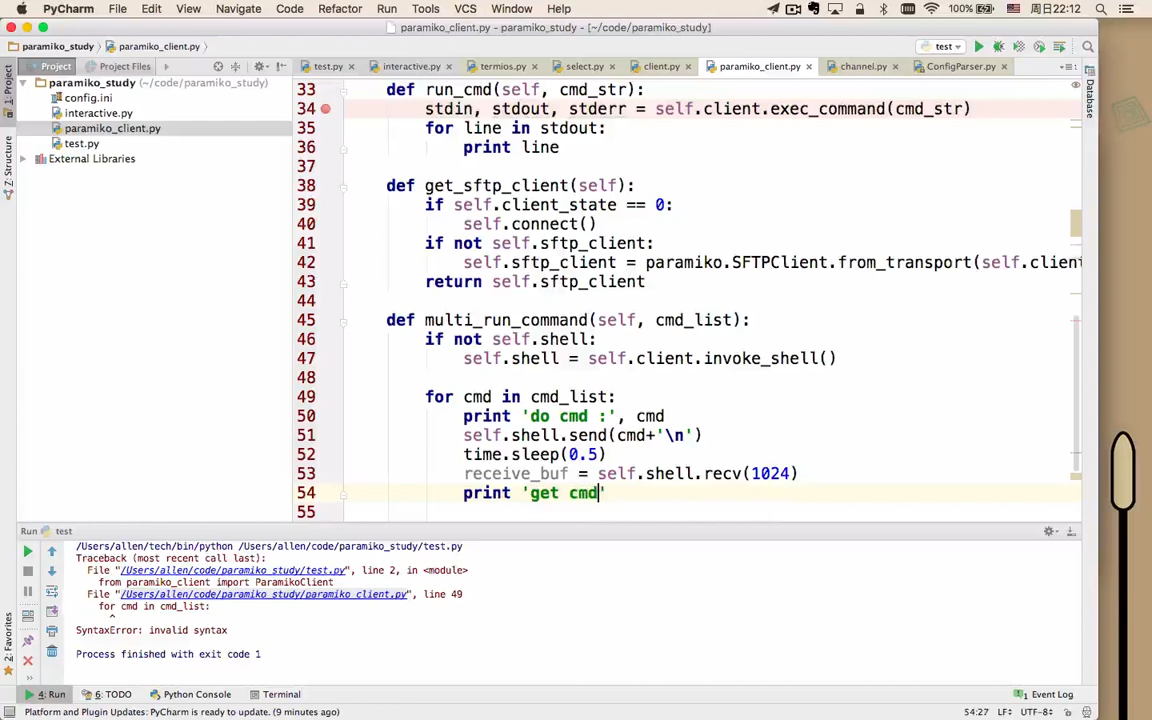 PyCharm File Edit View Navigate Code Refactor Run Tools VCS Window Help 100% 周日22:12
paramiko_client.py - paramiko_study - [~/code/paramiko_study]
paramiko_study paramiko_client.py test
Project Project Files test.py interactive.py termios.py select.py client.py paramiko_client.py channel.py ConfigParser.py
1: Project
Z: Structure
2: Favorites
Database
paramiko_study (~/code/paramiko_study)
config.ini
interactive.py
paramiko_client.py
test.py
External Libraries
33 def run_cmd(self, cmd_str):
34 stdin, stdout, stderr = self.client.exec_command(cmd_str)
35 for line in stdout:
36 print line
37
38 def get_sftp_client(self):
39 if self.client_state == 0:
40 self.connect()
41 if not self.sftp_client:
42 self.sftp_client = paramiko.SFTPClient.from_transport(self.client
43 return self.sftp_client
44
45 def multi_run_command(self, cmd_list):
46 if not self.shell:
47 self.shell = self.client.invoke_shell()
48
49 for cmd in cmd_list:
50 print 'do cmd :', cmd
51 self.shell.send(cmd+'\n')
52 time.sleep(0.5)
53 receive_buf = self.shell.recv(1024)
54 print 'get cmd'
55
Run test
/Users/allen/tech/bin/python /Users/allen/code/paramiko_study/test.py
Traceback (most recent call last):
File "/Users/allen/code/paramiko_study/test.py", line 2, in <module>
from paramiko_client import ParamikoClient
File "/Users/allen/code/paramiko_study/paramiko_client.py", line 49
for cmd in cmd_list:
^
SyntaxError: invalid syntax
Process finished with exit code 1
4: Run 6: TODO Python Console Terminal 1 Event Log
Platform and Plugin Updates: PyCharm is ready to update. (9 minutes ago) 54:27 LF UTF-8